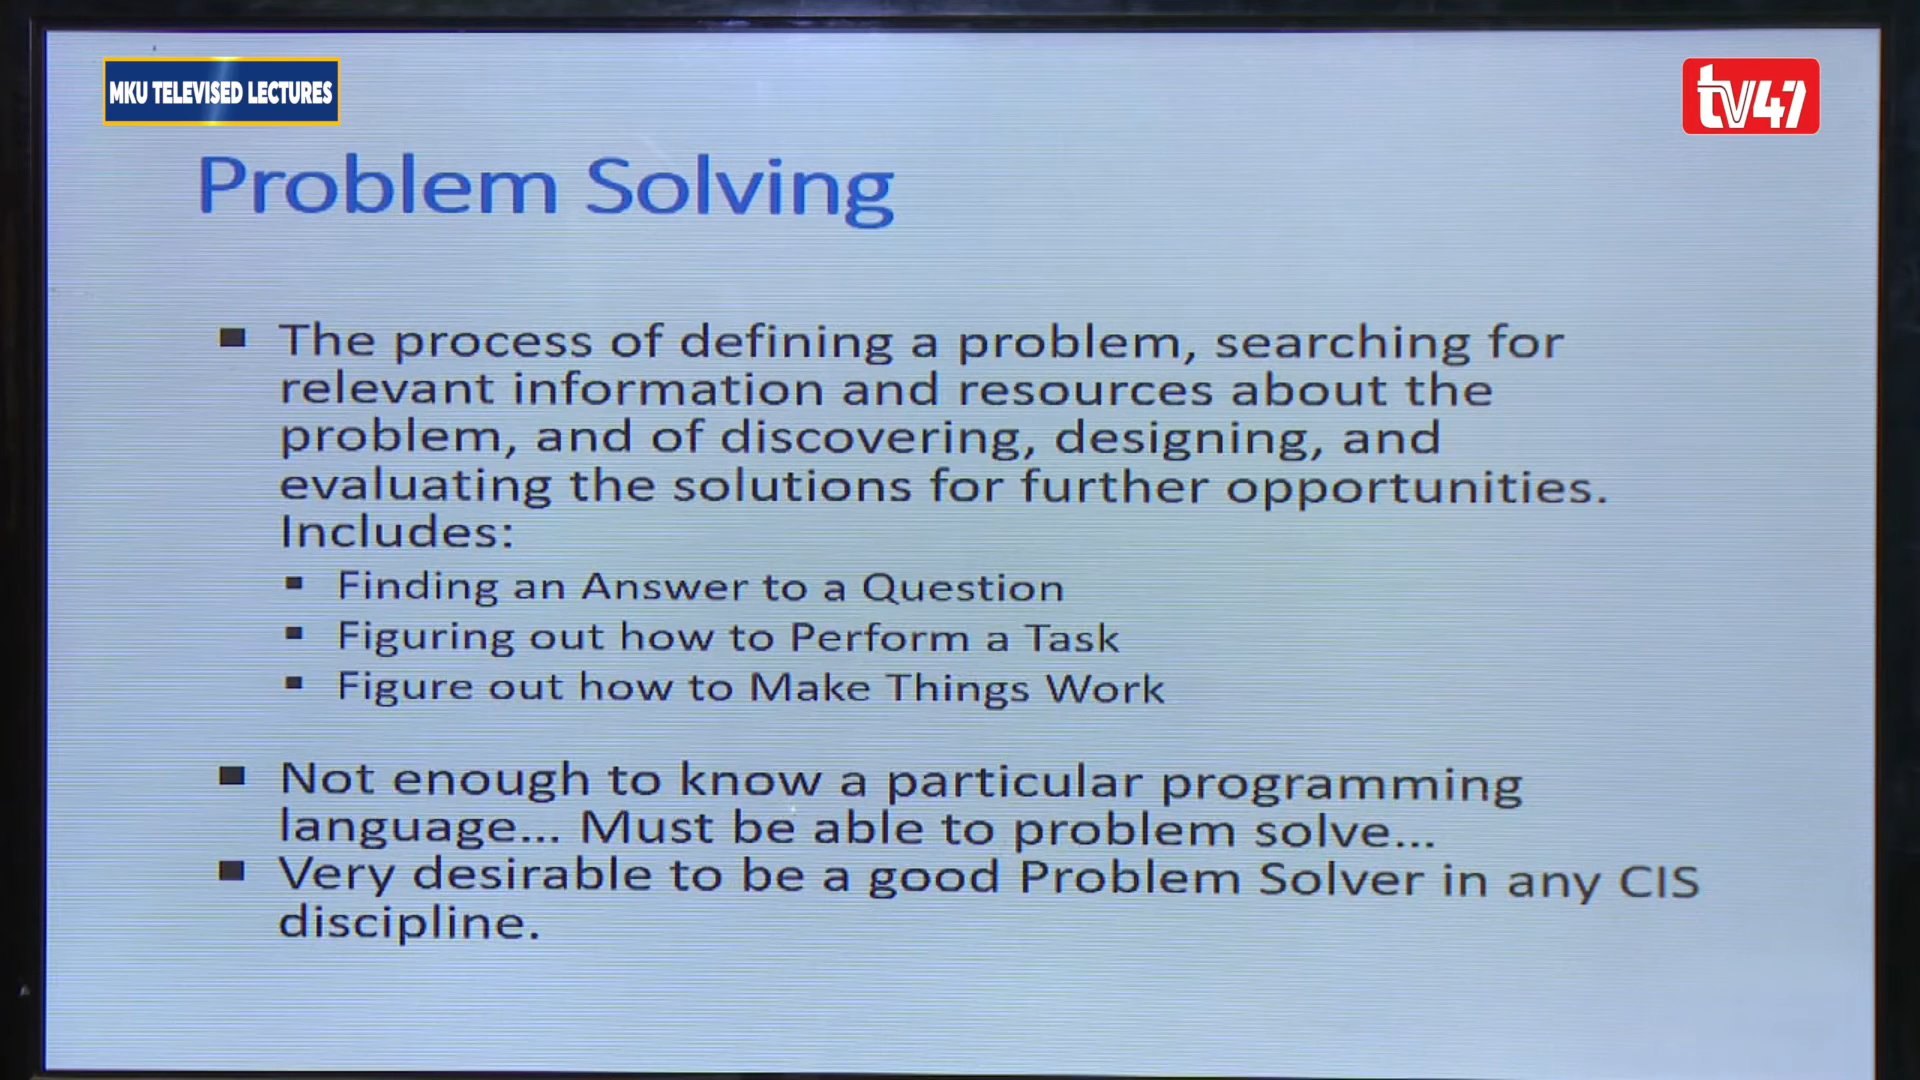 MKU TELEVISED LECTURES
tv47
Problem Solving
The process of defining a problem, searching for
relevant information and resources about the
problem, and of discovering, designing, and
evaluating the solutions for further opportunities.
Includes:
Finding an Answer to a Question
Figuring out how to Perform a Task
Figure out how to Make Things Work
Not enough to know a particular programming
language... Must be able to problem solve...
Very desirable to be a good Problem Solver in any CIS
discipline.